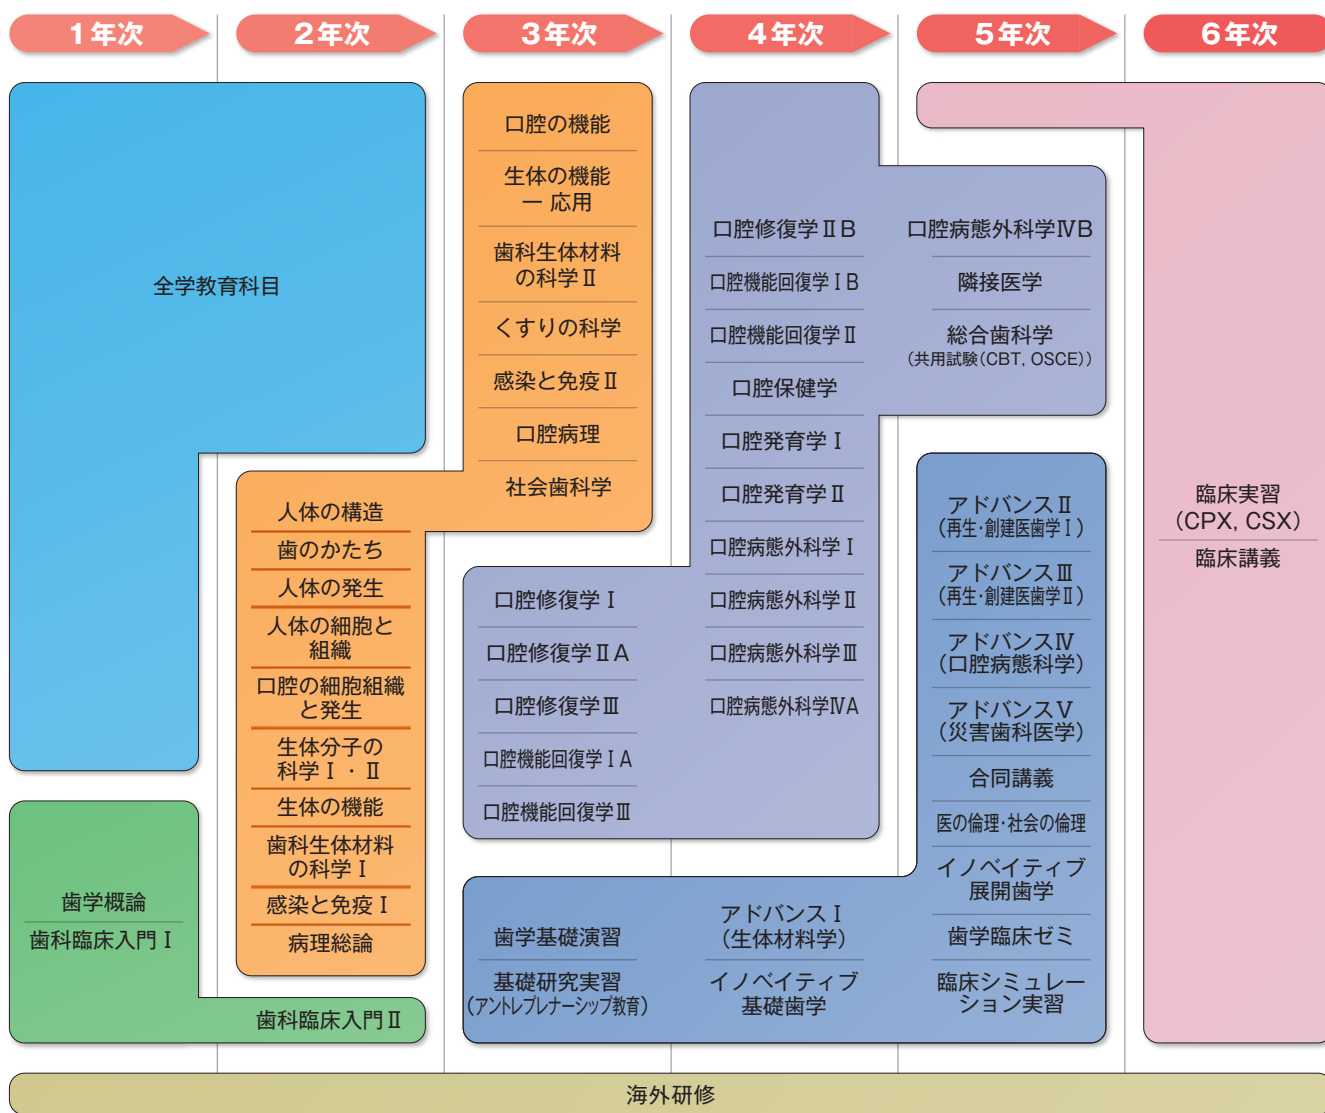 1年次
2年次
3年次
4年次
5年次
6年次
全学教育科目
歯学概論
歯科臨床入門Ⅰ
歯科臨床入門Ⅱ
人体の構造
歯のかたち
人体の発生
人体の細胞と
組織
口腔の細胞組織
と発生
生体分子の
科学Ⅰ・Ⅱ
生体の機能
歯科生体材料
の科学Ⅰ
感染と免疫Ⅰ
病理総論
口腔の機能
生体の機能
― 応用
歯科生体材料
の科学Ⅱ
くすりの科学
感染と免疫Ⅱ
口腔病理
社会歯科学
口腔修復学Ⅰ
口腔修復学ⅡA
口腔修復学Ⅲ
口腔機能回復学ⅠA
口腔機能回復学Ⅲ
口腔修復学ⅡB
口腔機能回復学ⅠB
口腔機能回復学Ⅱ
口腔保健学
口腔発育学Ⅰ
口腔発育学Ⅱ
口腔病態外科学Ⅰ
口腔病態外科学Ⅱ
口腔病態外科学Ⅲ
口腔病態外科学ⅣA
口腔病態外科学ⅣB
隣接医学
総合歯科学
(共用試験(CBT, OSCE))
歯学基礎演習
基礎研究実習
(アントレプレナーシップ教育)
アドバンスⅠ
(生体材料学)
イノベイティブ
基礎歯学
アドバンスⅡ
(再生・創建医歯学Ⅰ)
アドバンスⅢ
(再生・創建医歯学Ⅱ)
アドバンスⅣ
(口腔病態科学)
アドバンスⅤ
(災害歯科医学)
合同講義
医の倫理・社会の倫理
イノベイティブ
展開歯学
歯学臨床ゼミ
臨床シミュレー
ション実習
臨床実習
(CPX, CSX)
臨床講義
海外研修